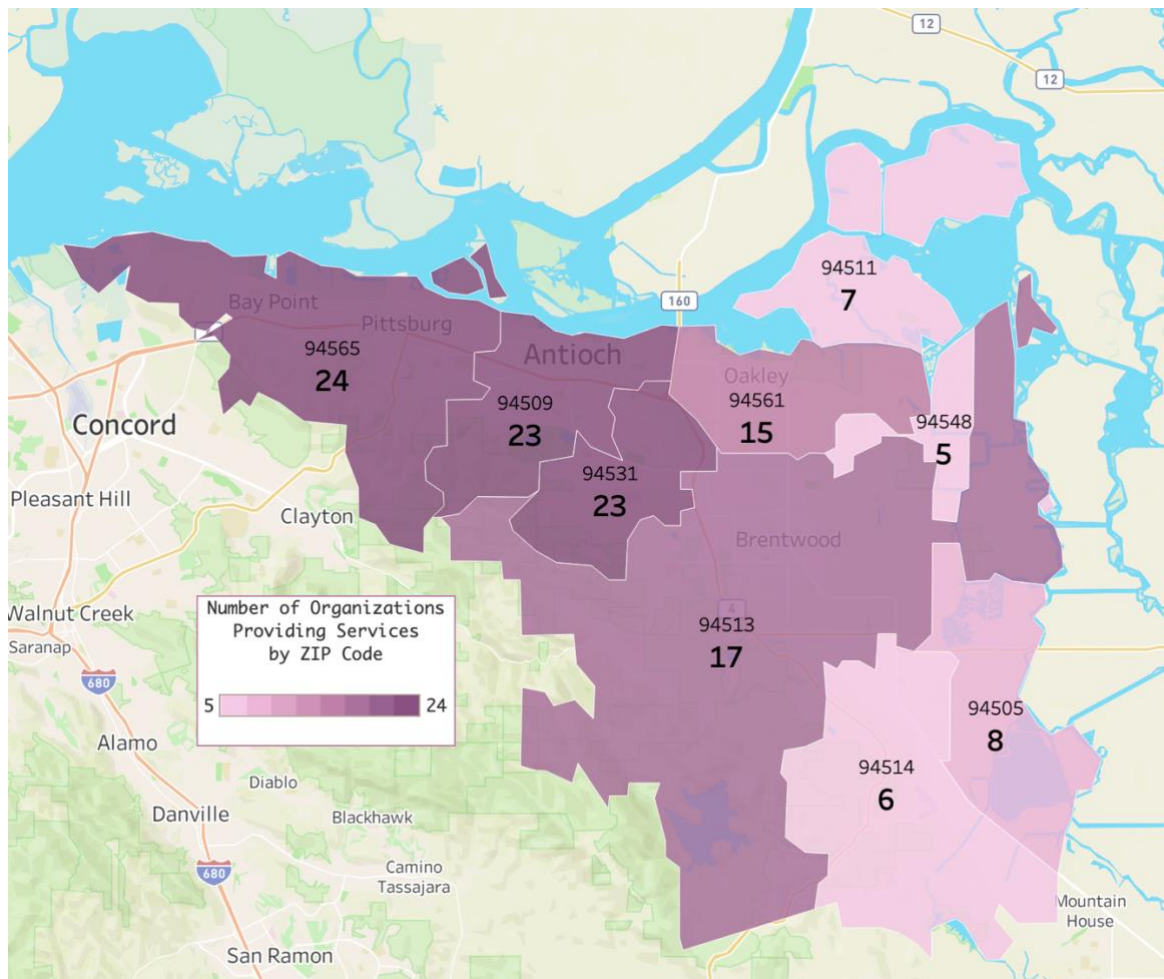 12
12
94511
7
160
Bay Point
Pittsburg
94565
24
Antioch
94509
23
Oakley
94561
15
94548
5
Concord
94531
23
Pleasant Hill
Clayton
Brentwood
Number of Organizations
Providing Services
by ZIP Code
5
24
Walnut Creek
Saranap
680
4
94513
17
94505
8
Alamo
94514
6
Diablo
Danville
Blackhawk
680
Camino
Tassajara
Mountain
House
San Ramon